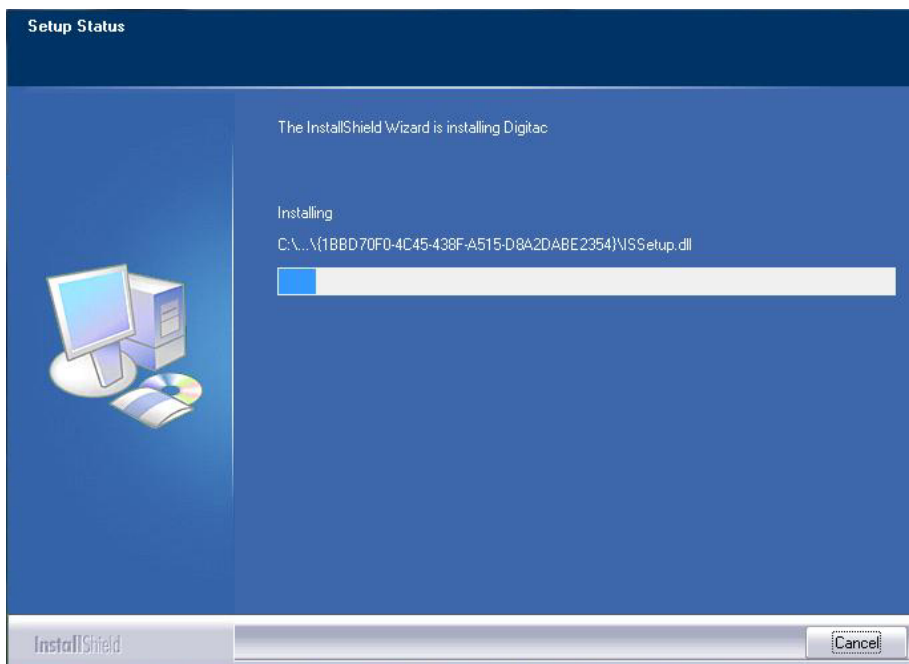 Setup Status
The InstallShield Wizard is installing Digitac
Installing
C:\...\{1BBD70F0-4C45-438F-A515-D8A2DABE2354}\ISSetup.dll
InstallShield
Cancel